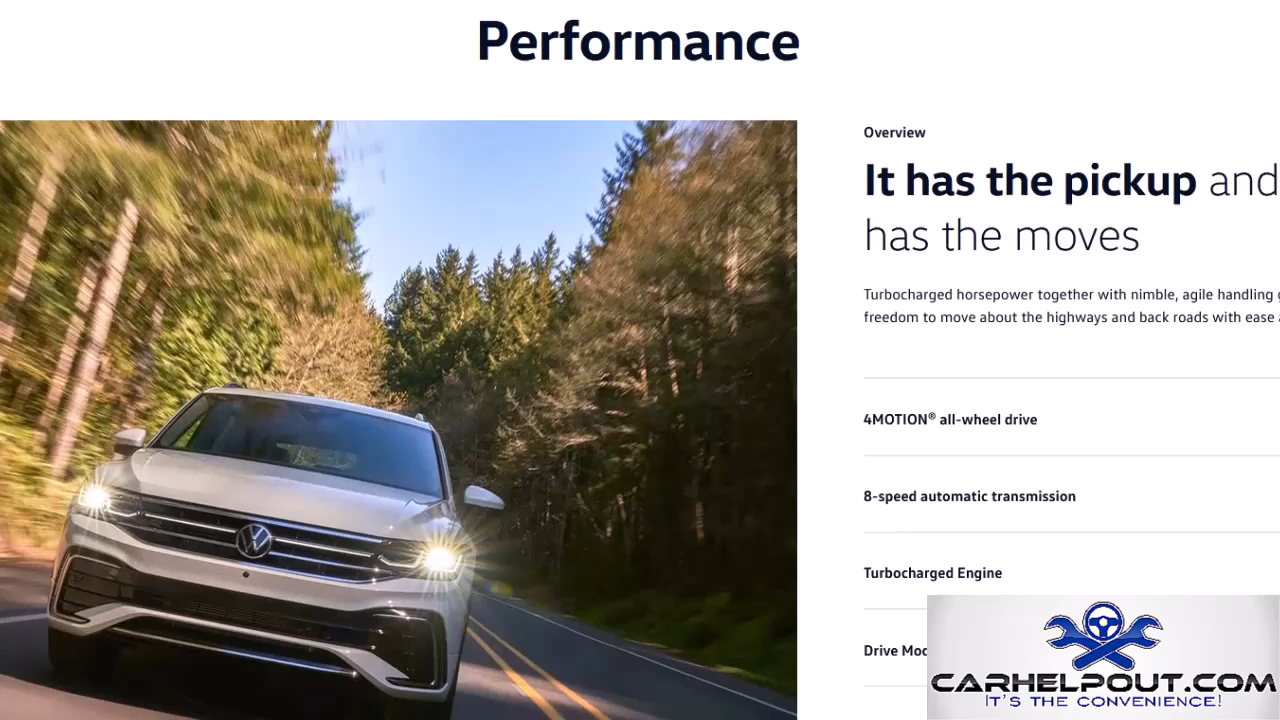 Performance
Overview
It has the pickup and
has the moves
Turbocharged horsepower together with nimble, agile handling
freedom to move about the highways and back roads with ease
4MOTION® all-wheel drive
8-speed automatic transmission
Turbocharged Engine
Drive
CARHELPOUT.COM
IT'S THE CONVENIENCE!